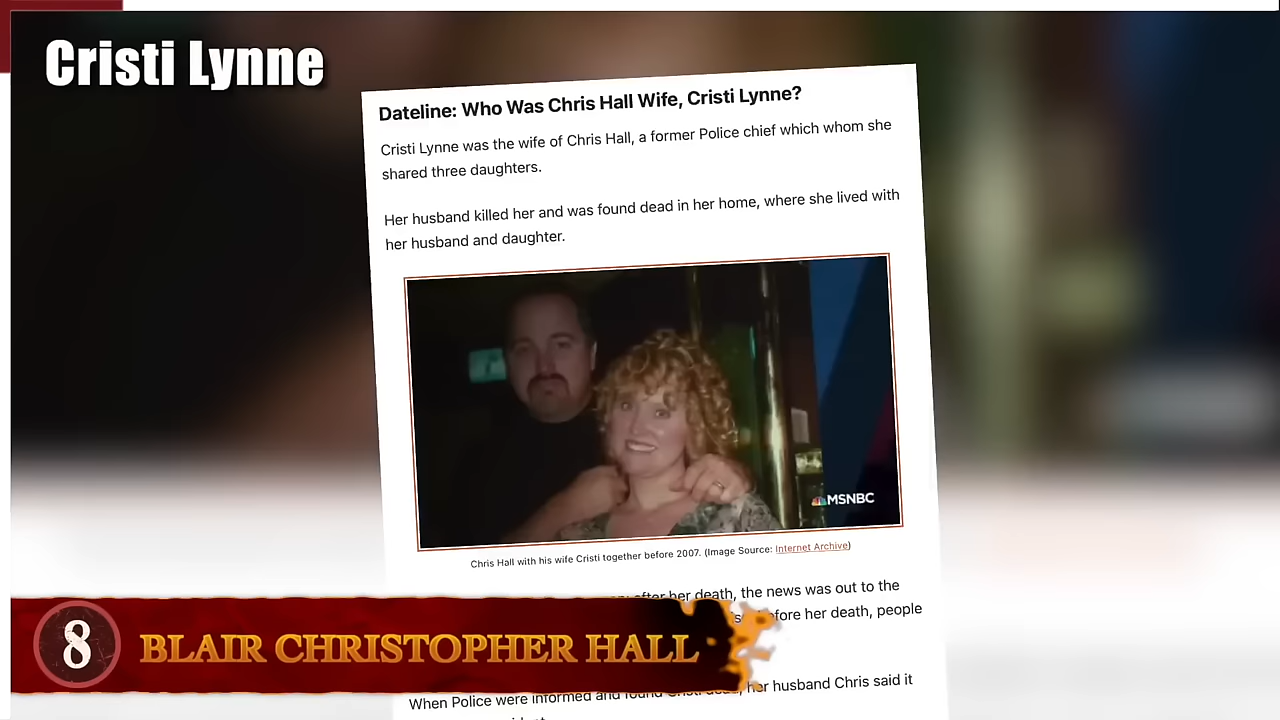 Cristi Lynne
Dateline: Who Was Chris Hall Wife, Cristi Lynne?
Cristi Lynne was the wife of Chris Hall, a former Police chief which whom she
shared three daughters.
Her husband killed her and was found dead in her home, where she lived with
her husband and daughter.
MSNBC
Chris Hall with his wife Cristi together before 2007. (Image Source: Internet Archive)
after her death, the news was out to the
before her death, people
8
BLAIR CHRISTOPHER HALL
When Police were informed and found Cristi dead, her husband Chris said it